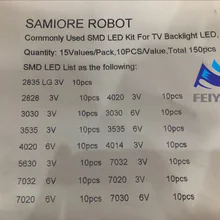 SAMIORE ROBOT
Commonly Used SMD LED Kit For TV Backlight LED,
Quantity: 15Values/Pack,10PCS/Value, Total 150pcs
SMD LED List as the following:
2835 LG 3V 10pcs
2828 3V 10pcs 4020 3V 10pcs
3030 3V 10pcs 3030 6V 10pcs
3535 3V 10pcs 3535 6V 10pcs
4020 6V 10pcs 4014 3V 10pcs
5630 3V 10pcs 7032 3V 10pcs
7032 6V 10pcs 7020 3V 10pcs
7020 6V 10pcs 7030 6V 10pcs
FEIY